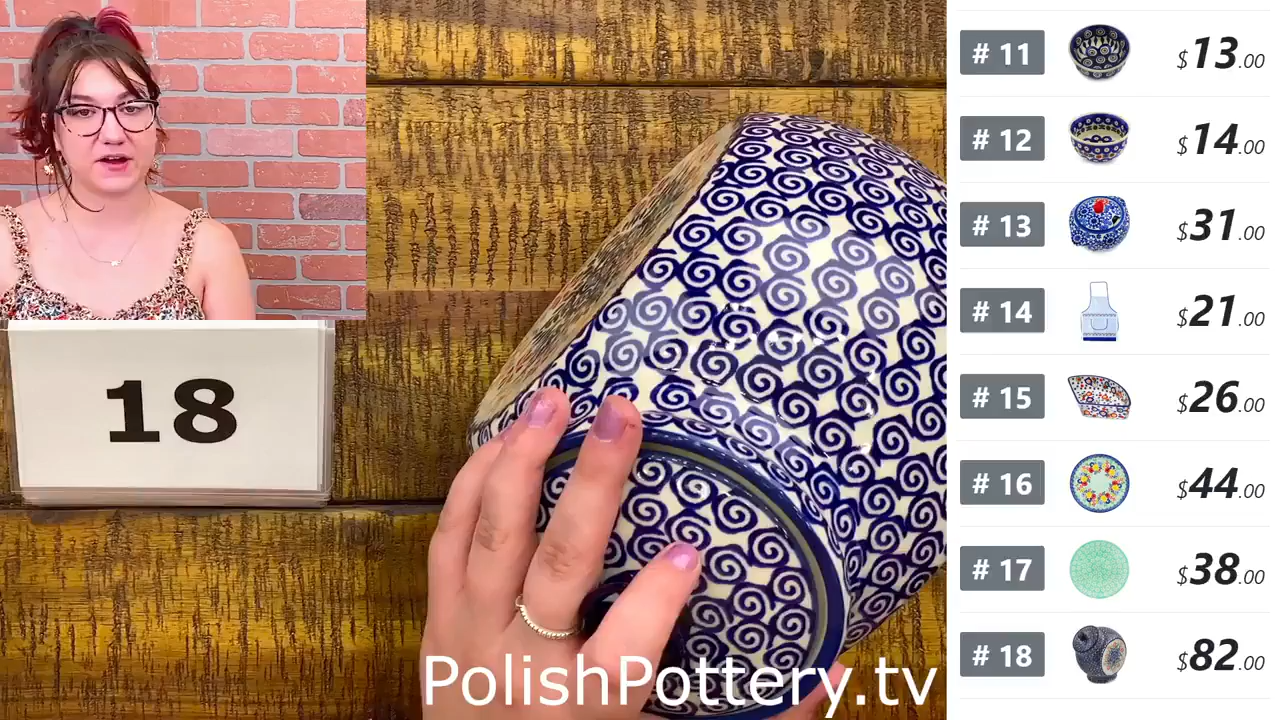 18
PolishPottery.tv
# 11 $13.00
# 12 $14.00
# 13 $31.00
# 14 $21.00
# 15 $26.00
# 16 $44.00
# 17 $38.00
# 18 $82.00